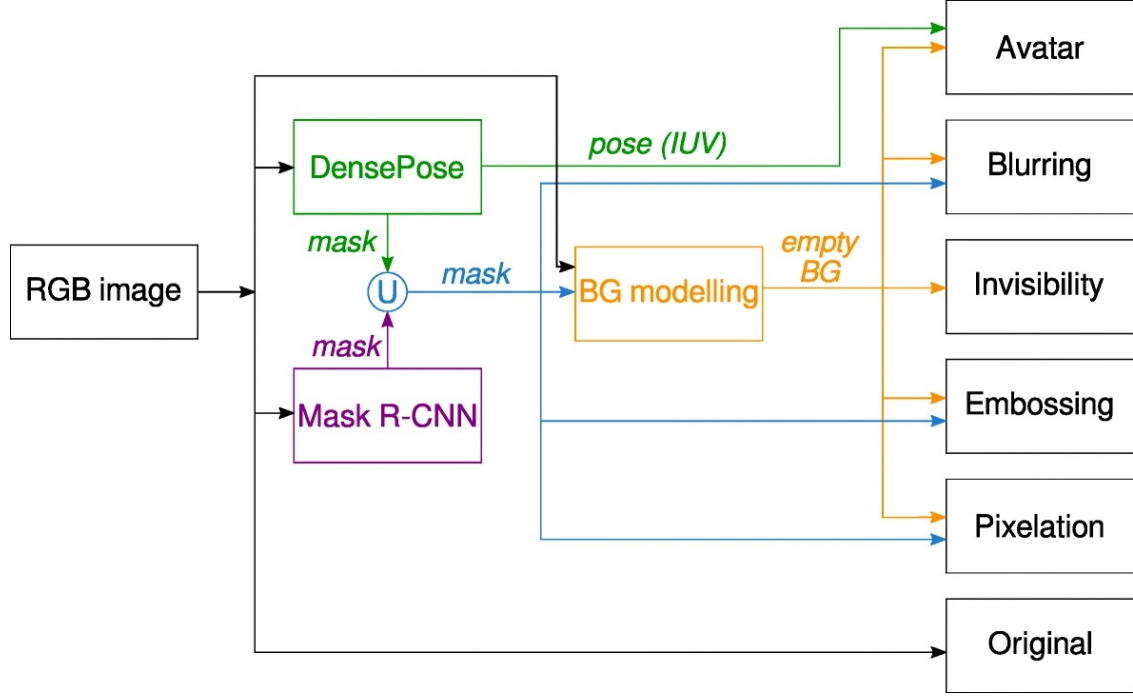 Avatar
pose (IUV)
DensePose
Blurring
mask
empty
BG
RGB image
U
mask
BG modelling
Invisibility
mask
Mask R-CNN
Embossing
Pixelation
Original